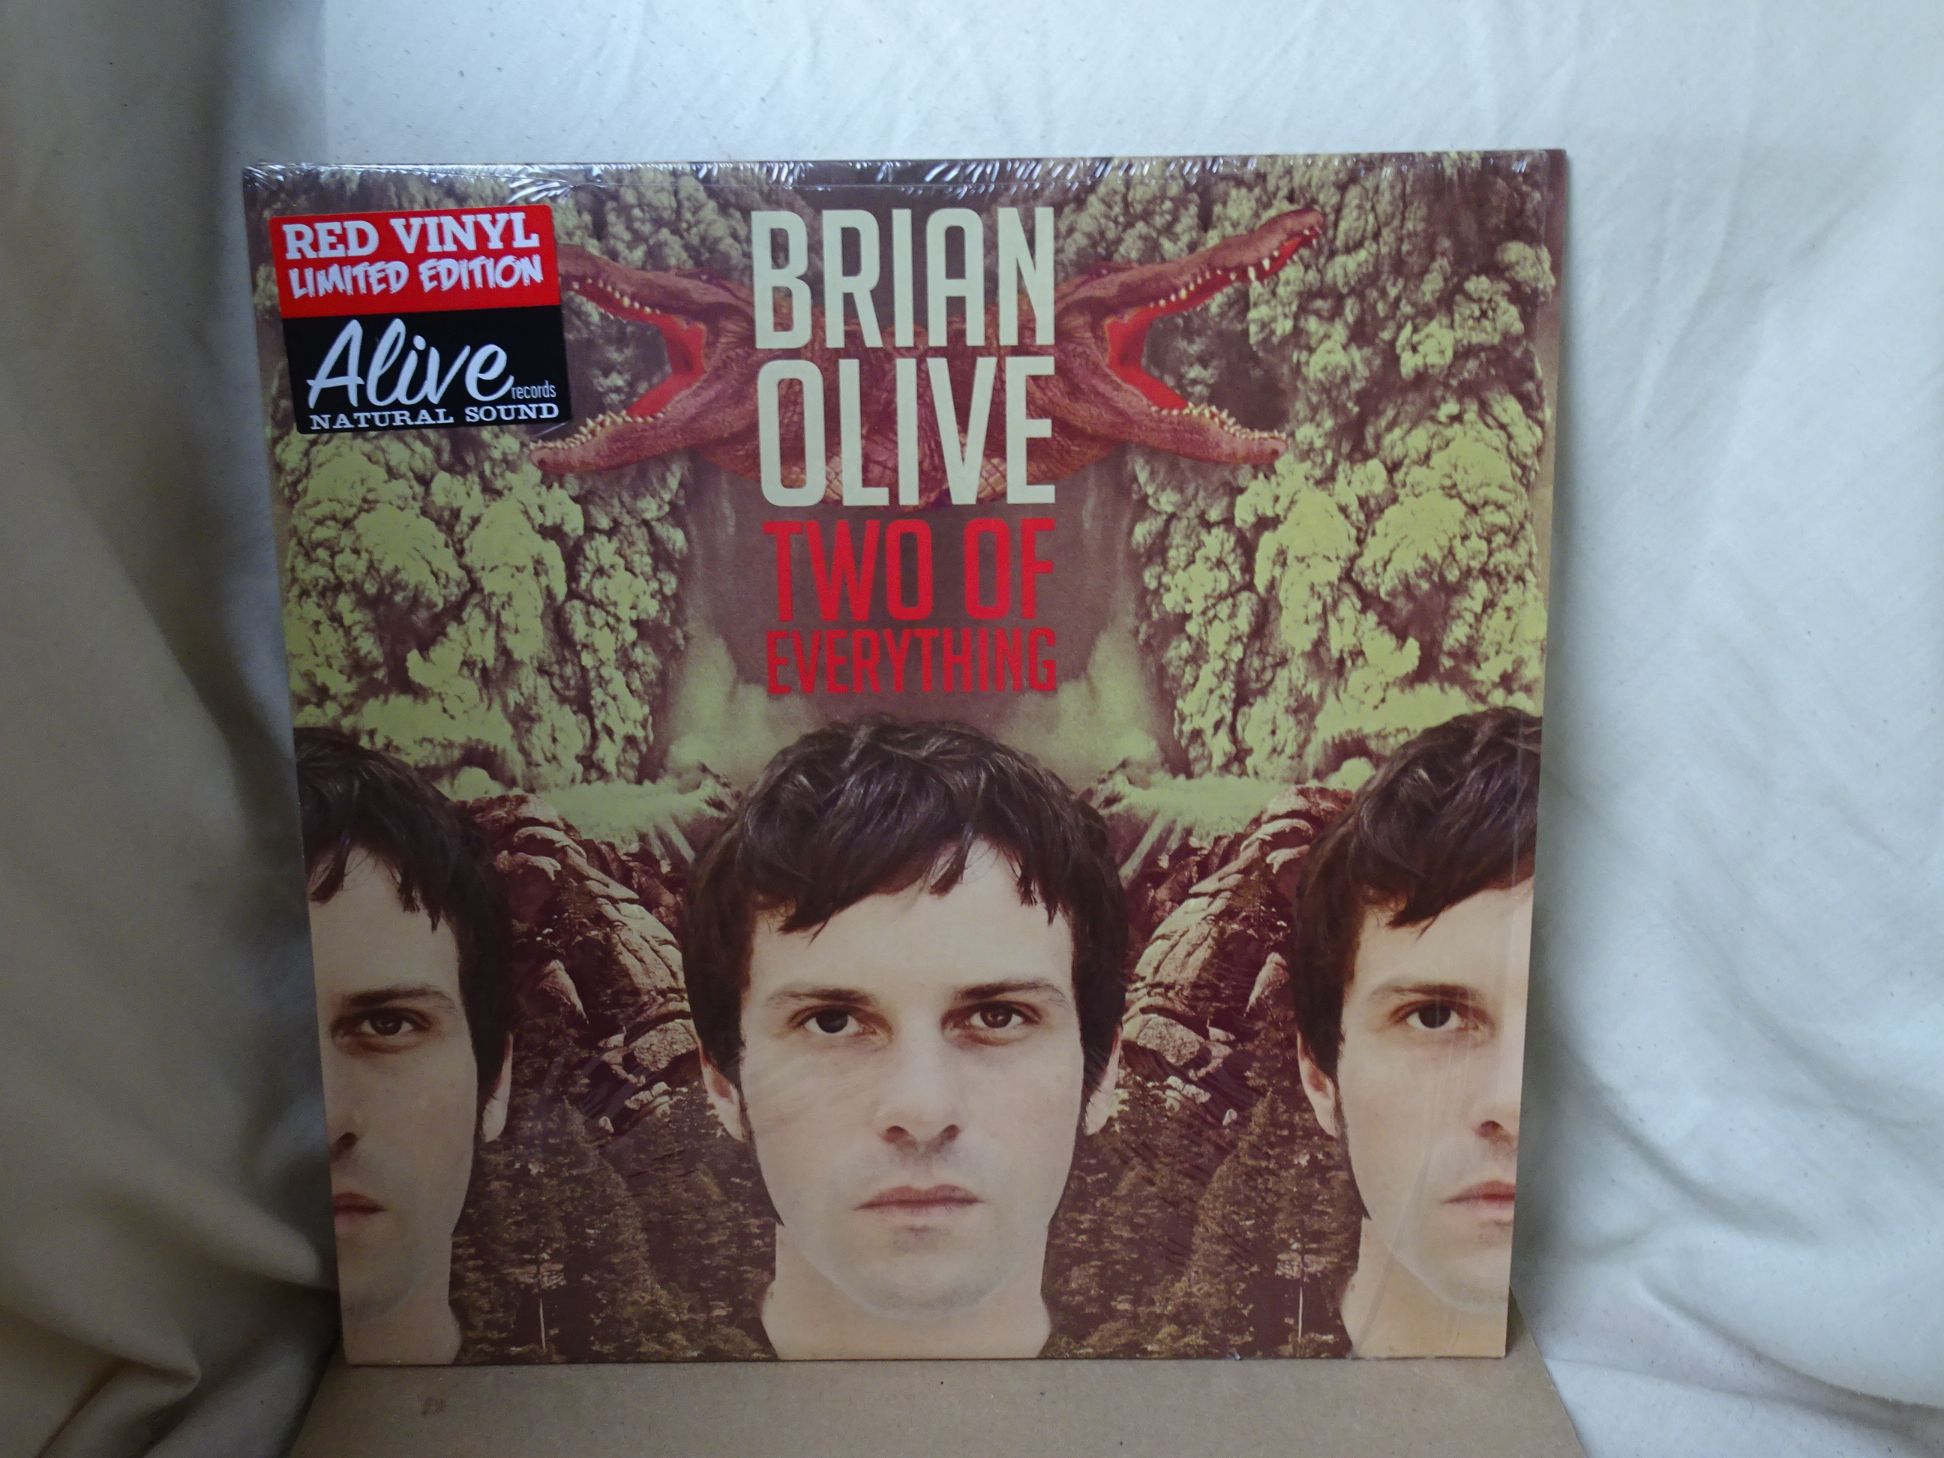 RED VINYL
LIMITED EDITION
Alive records
NATURAL SOUND
BRIAN
OLIVE
TWO OF
EVERYTHING